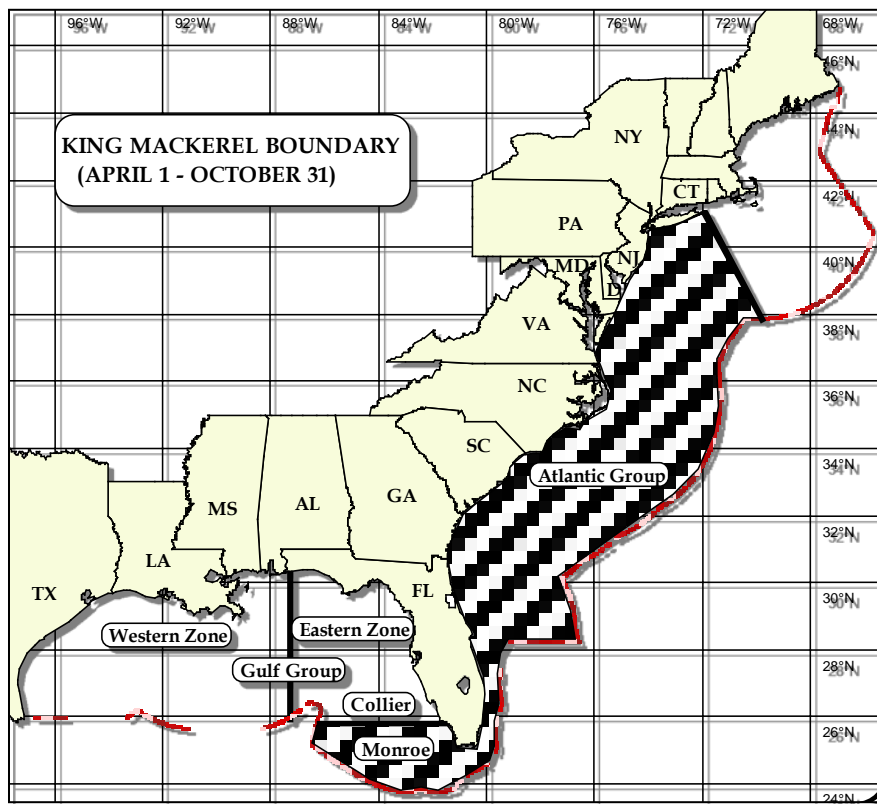 96°W 92°W 88°W 84°W 80°W 76°W 72°W 68°W
46°N
KING MACKEREL BOUNDARY
(APRIL 1 - OCTOBER 31)
44°N
NY
42°N
CT
PA
40°N
NJ
MD
D
38°N
VA
36°N
NC
34°N
SC
Atlantic Group
GA
AL
MS
32°N
LA
TX
FL
30°N
Western Zone
Eastern Zone
28°N
Gulf Group
Collier
26°N
Monroe
24°N